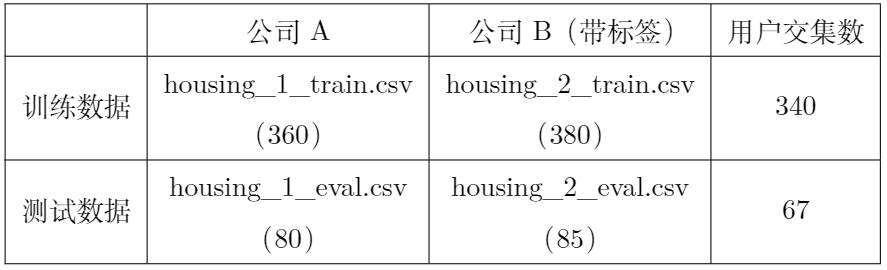 公司 A 公司 B（带标签） 用户交集数
训练数据 housing_1_train.csv (360) housing_2_train.csv (380) 340
测试数据 housing_1_eval.csv (80) housing_2_eval.csv (85) 67